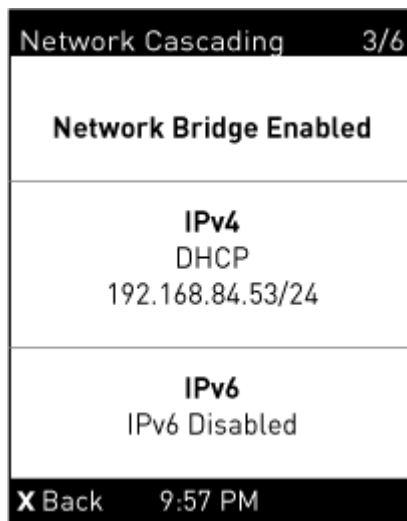 Network Cascading 3/6
Network Bridge Enabled
IPv4
DHCP
192.168.84.53/24
IPv6
IPv6 Disabled
X Back 9:57 PM